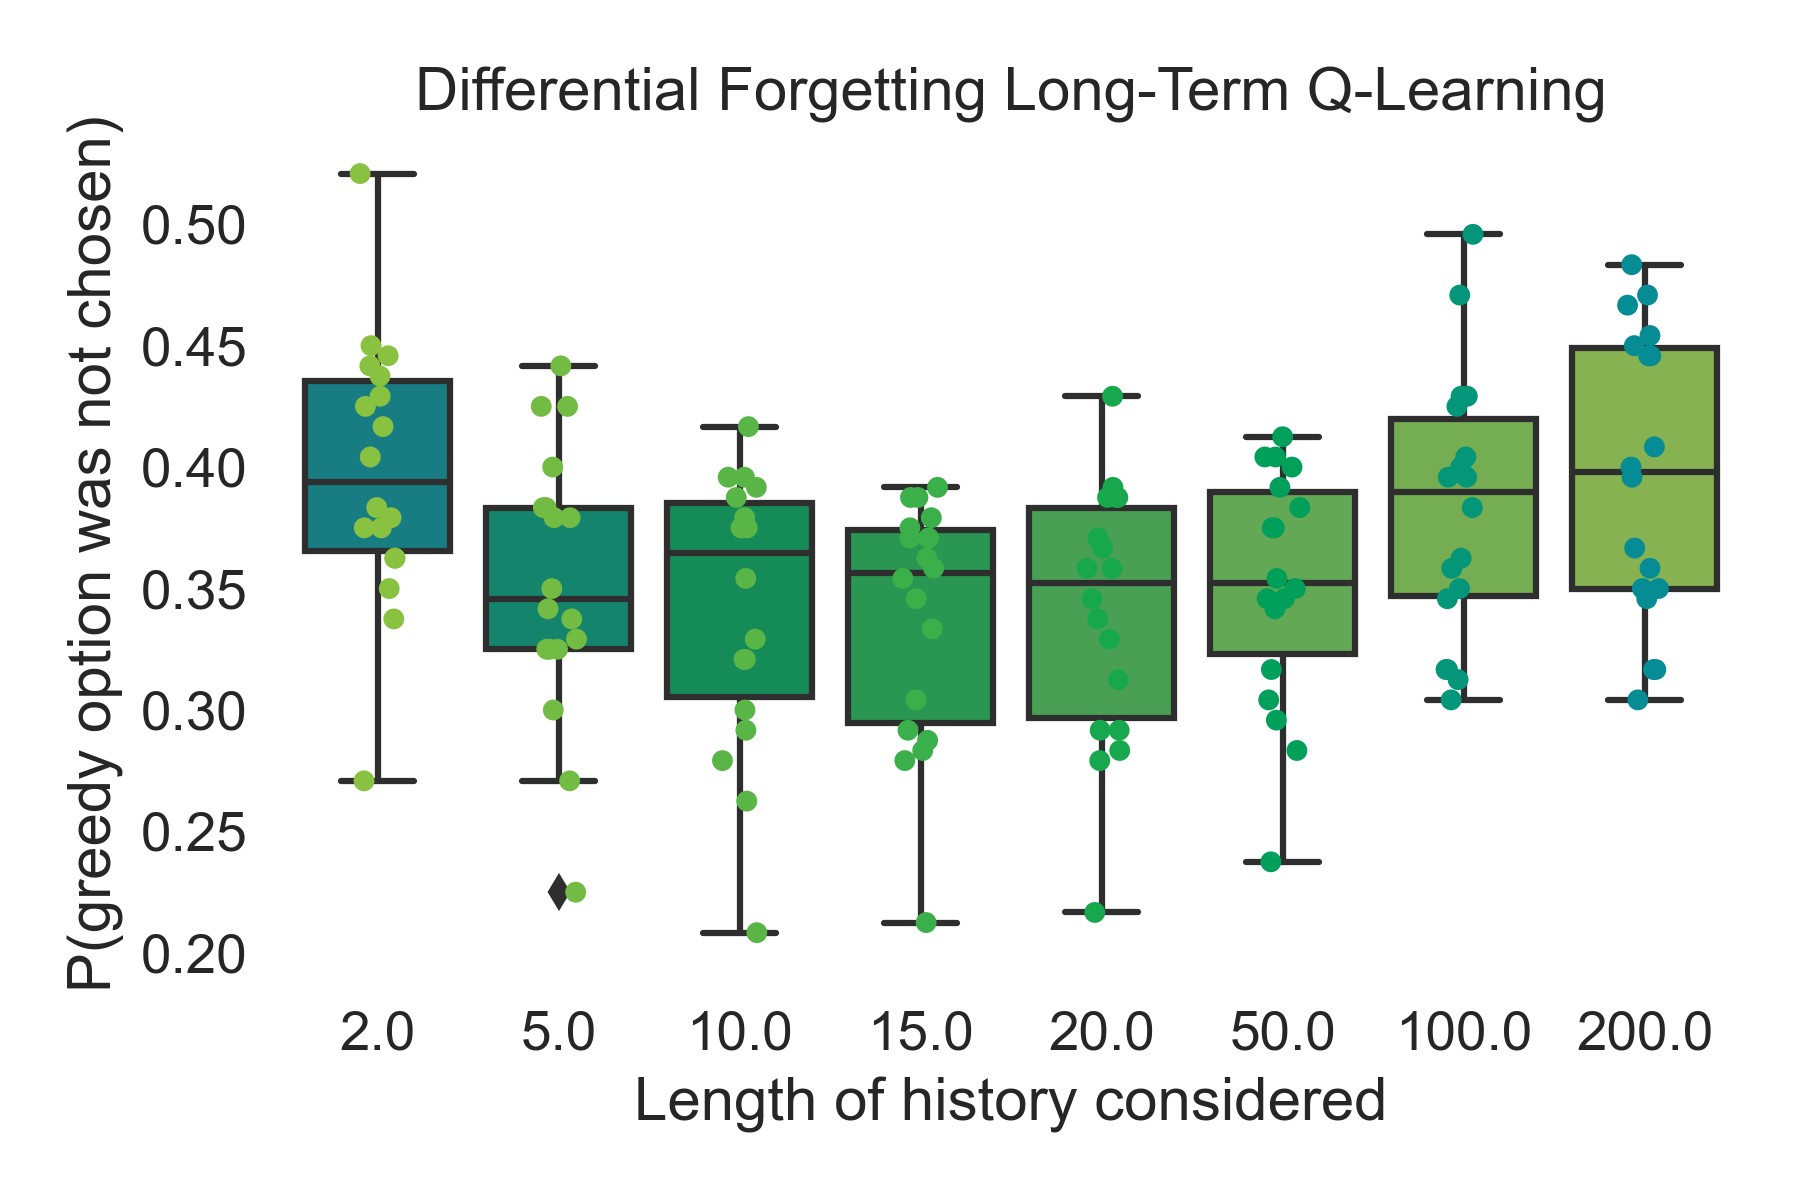 Differential Forgetting Long-Term Q-Learning
P(greedy option was not chosen)
0.50
0.45
0.40
0.35
0.30
0.25
0.20
2.0 5.0 10.0 15.0 20.0 50.0 100.0 200.0
Length of history considered